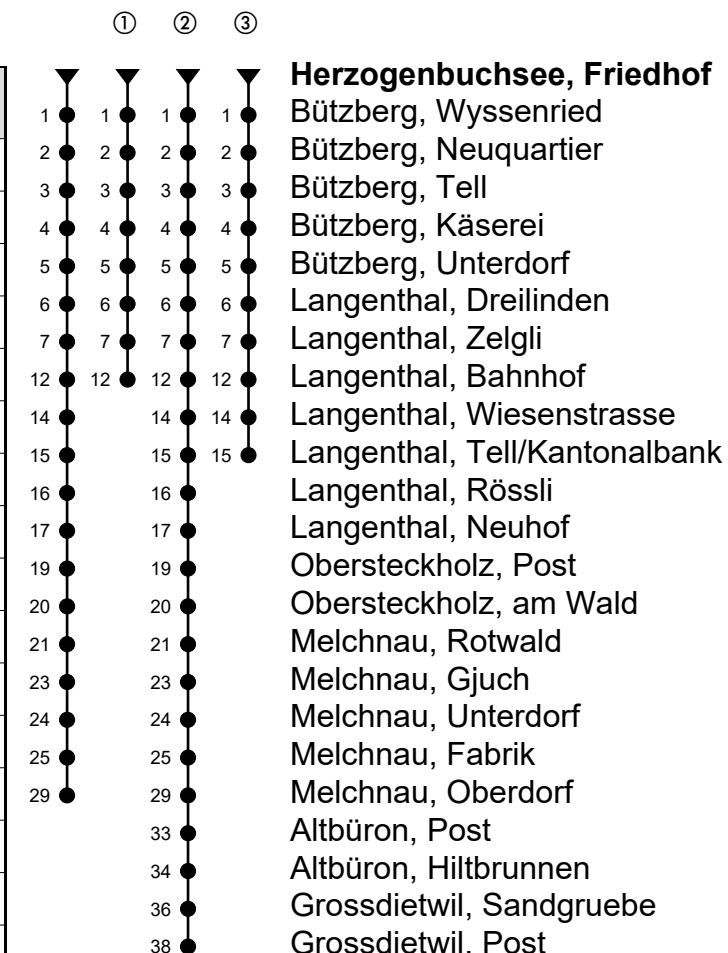 ① ② ③
Herzogenbuchsee, Friedhof
1 1 1 1 Bützberg, Wyssenried
2 2 2 2 Bützberg, Neuquartier
3 3 3 3 Bützberg, Tell
4 4 4 4 Bützberg, Käserei
5 5 5 5 Bützberg, Unterdorf
6 6 6 6 Langenthal, Dreilinden
7 7 7 7 Langenthal, Zelgli
12 12 12 12 Langenthal, Bahnhof
14 14 14 Langenthal, Wiesenstrasse
15 15 15 Langenthal, Tell/Kantonalbank
16 16 Langenthal, Rössli
17 17 Langenthal, Neuhof
19 19 Obersteckholz, Post
20 20 Obersteckholz, am Wald
21 21 Melchnau, Rotwald
23 23 Melchnau, Gjuch
24 24 Melchnau, Unterdorf
25 25 Melchnau, Fabrik
29 29 Melchnau, Oberdorf
33 Altbüron, Post
34 Altbüron, Hiltbrunnen
36 Grossdietwil, Sandgruebe
38 Grossdietwil, Post